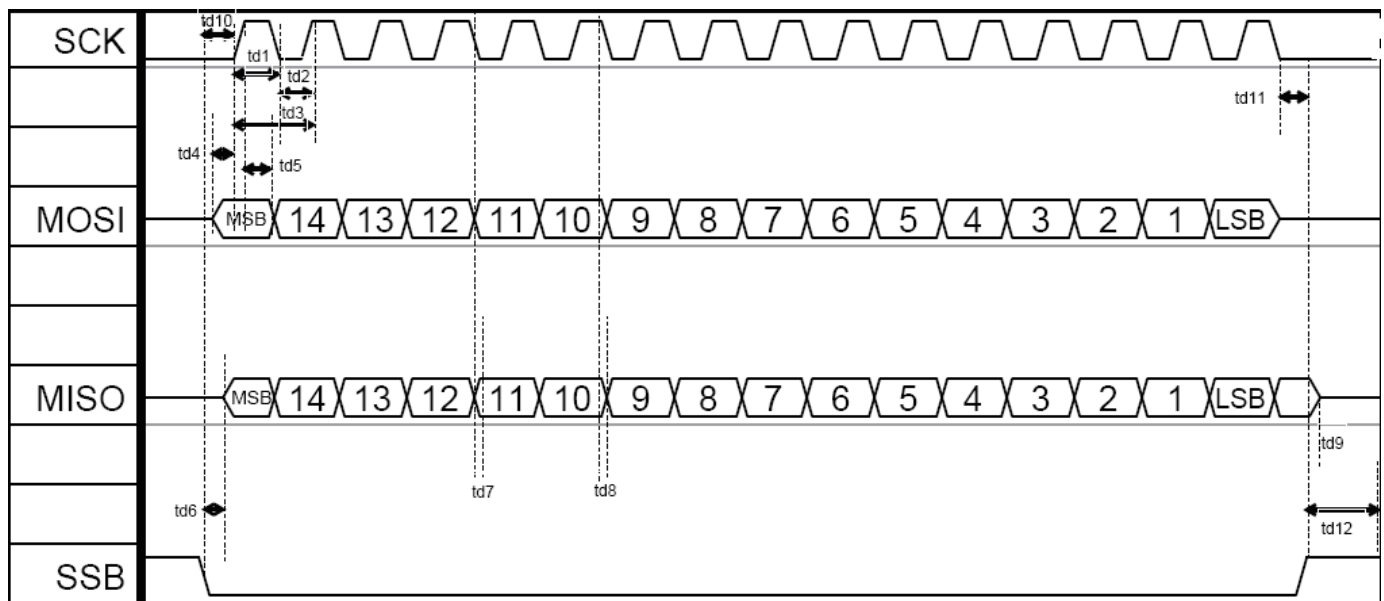 td10
SCK
td1
td2
td11
td3
td4
td5
MOSI
MSB 14 13 12 11 10 9 8 7 6 5 4 3 2 1 LSB
MISO
MSB 14 13 12 11 10 9 8 7 6 5 4 3 2 1 LSB
td9
td7
td8
td6
td12
SSB